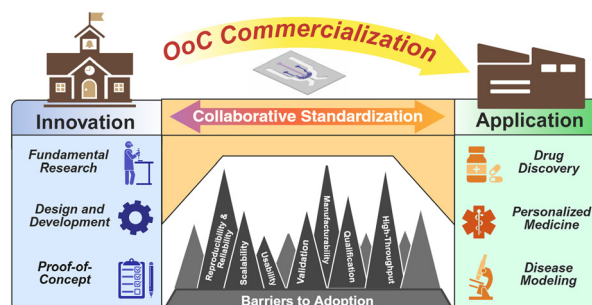 OoC Commercialization
Innovation
Collaborative Standardization
Application
Fundamental
Research
Design and
Development
Proof-of-
Concept
Reproducibility &
Reliability
Scalability
Usability
Validation
Manufacturability
Qualification
High-Throughput
Barriers to Adoption
Drug
Discovery
Personalized
Medicine
Disease
Modeling